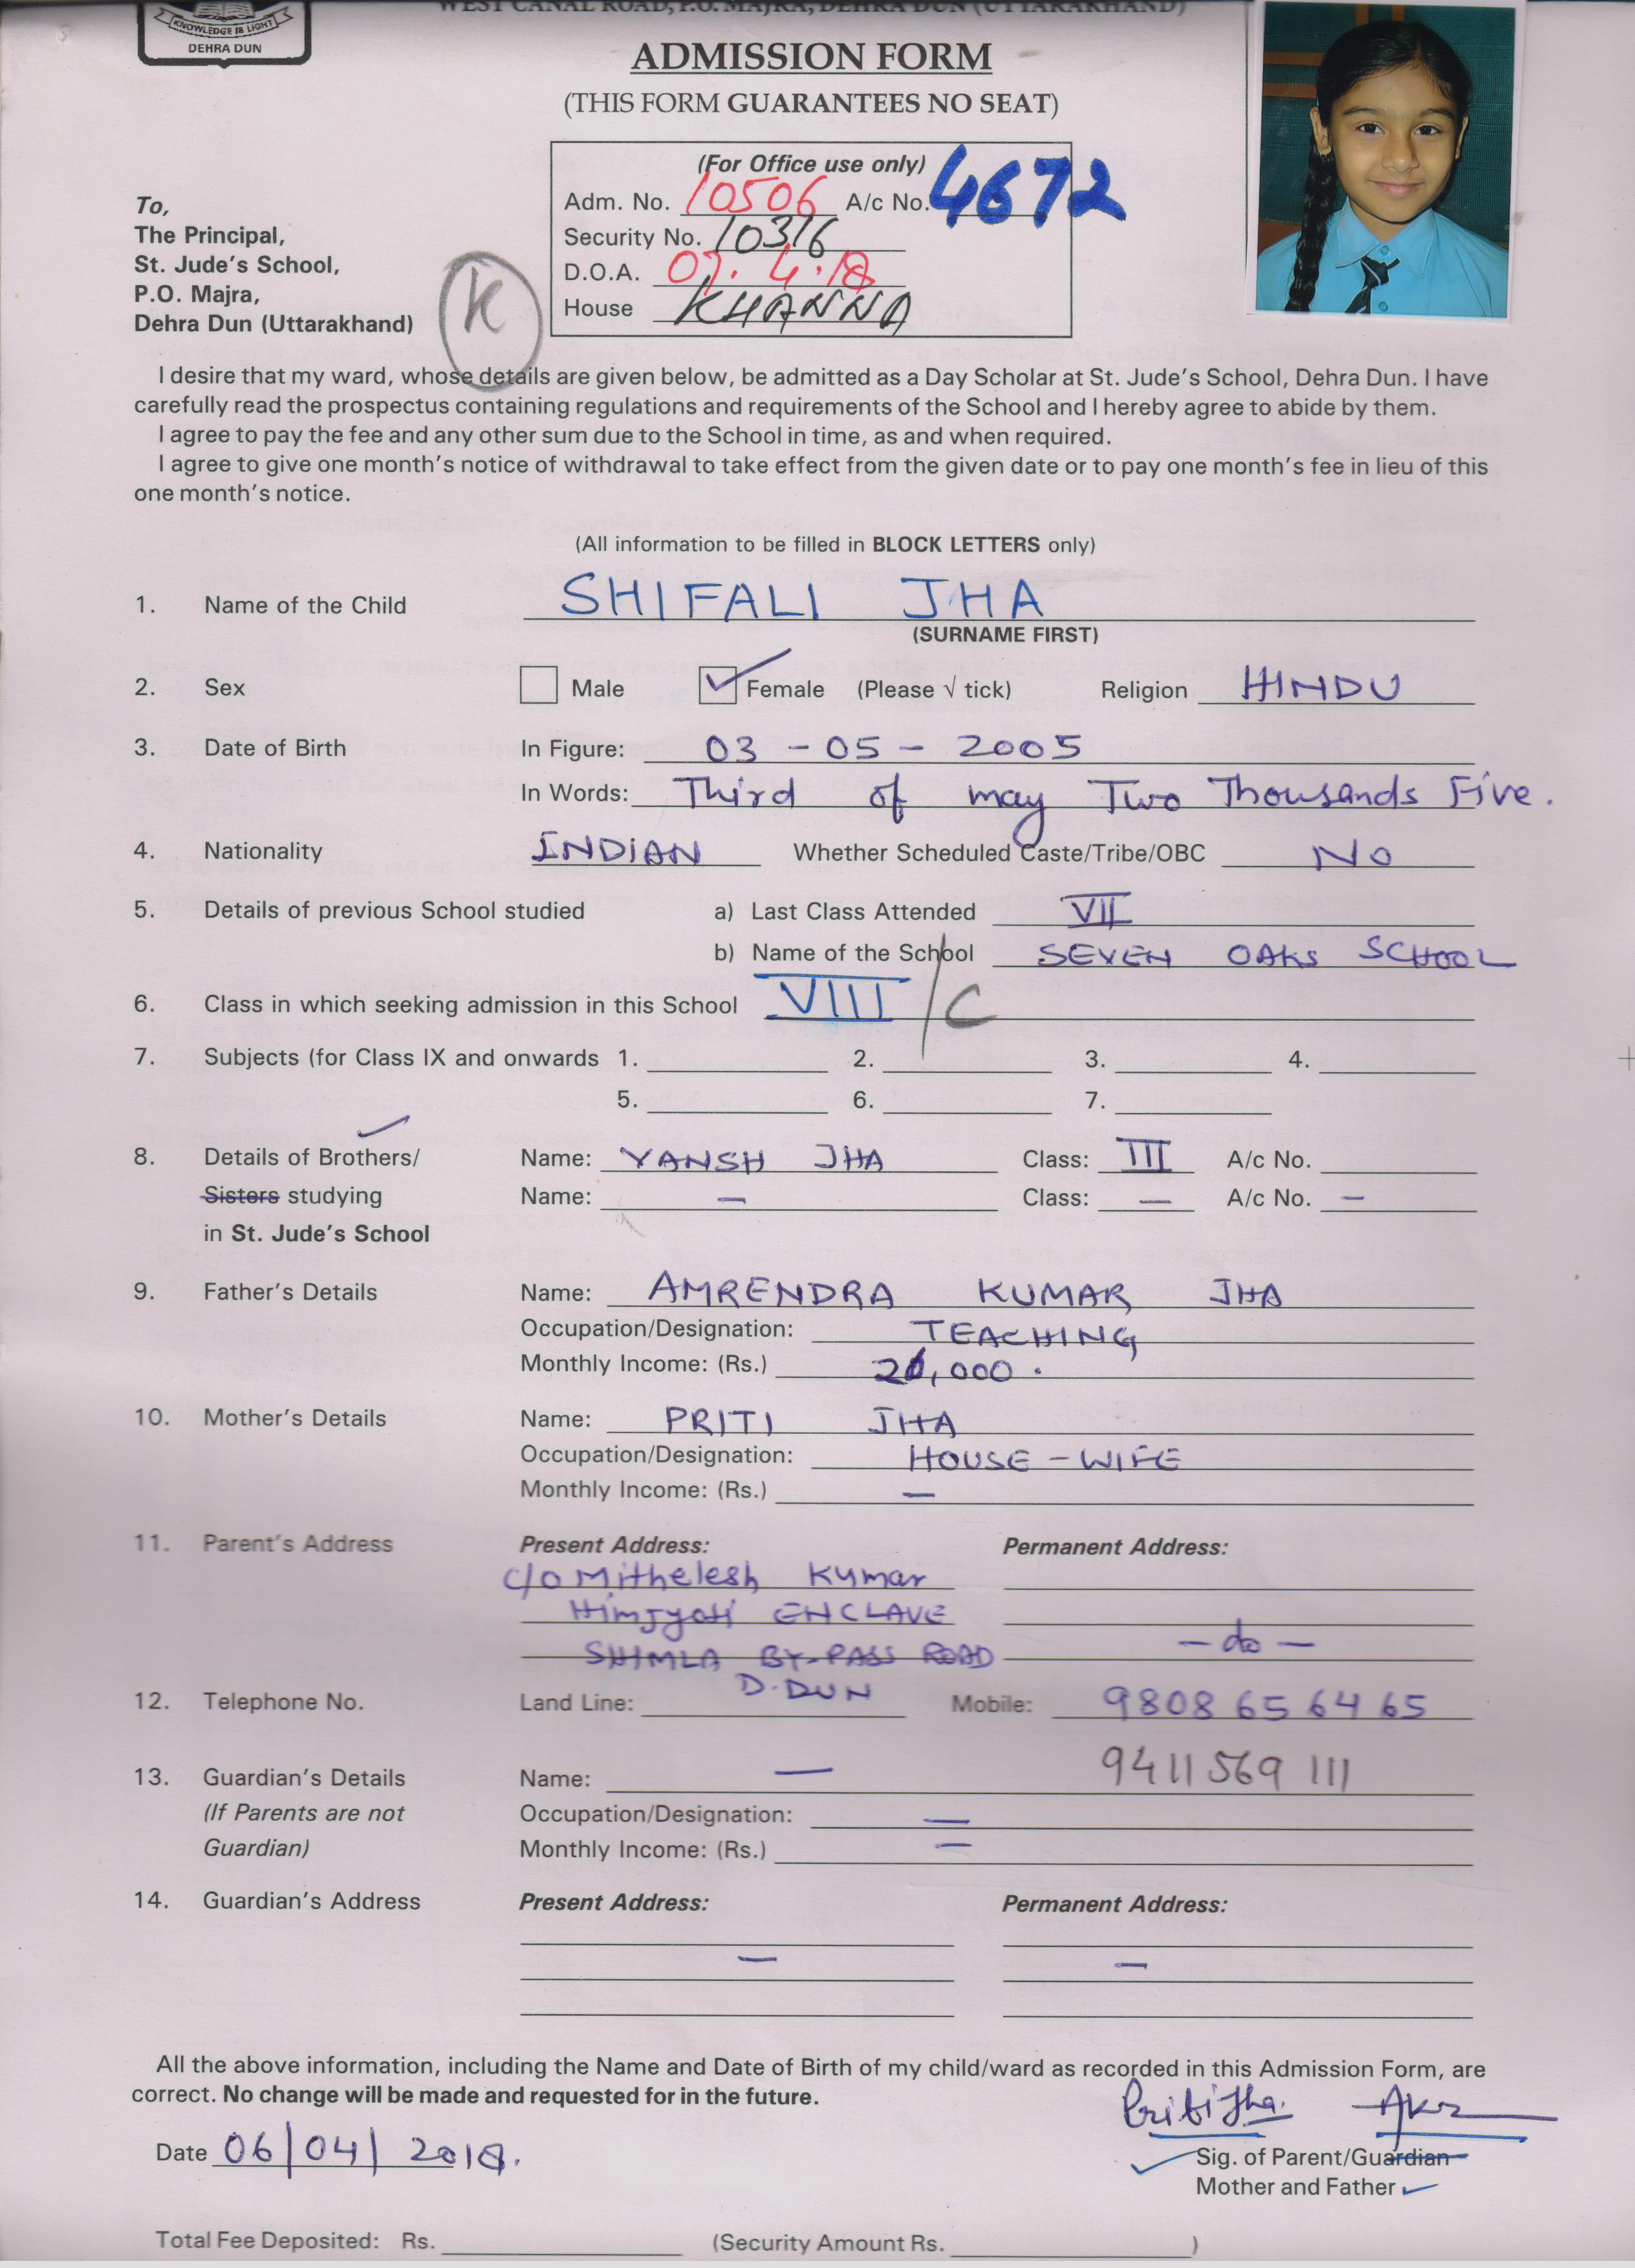 WEST CANAL ROAD, P.O. MAJRA, DEHRA DUN (UTTARAKHAND)
KNOWLEDGE IS LIGHT
DEHRA DUN
ADMISSION FORM
(THIS FORM GUARANTEES NO SEAT)
(For Office use only)
Adm. No. 10506 A/c No. 4672
Security No. 10316
D.O.A. 07.4.18
House KHANNA
To,
The Principal,
St. Jude's School,
P.O. Majra,
Dehra Dun (Uttarakhand)
K
I desire that my ward, whose details are given below, be admitted as a Day Scholar at St. Jude's School, Dehra Dun. I have
carefully read the prospectus containing regulations and requirements of the School and I hereby agree to abide by them.
I agree to pay the fee and any other sum due to the School in time, as and when required.
I agree to give one month's notice of withdrawal to take effect from the given date or to pay one month's fee in lieu of this
one month's notice.
(All information to be filled in BLOCK LETTERS only)
1. Name of the Child SHIFALI JHA
(SURNAME FIRST)
2. Sex Male Female (Please √ tick) Religion HINDU
3. Date of Birth In Figure: 03 - 05 - 2005
In Words: Third of may Two Thousands Five.
4. Nationality INDIAN Whether Scheduled Caste/Tribe/OBC NO
5. Details of previous School studied a) Last Class Attended VII
b) Name of the School SEVEN OAKS SCHOOL
6. Class in which seeking admission in this School VIII / C
7. Subjects (for Class IX and onwards 1. 2. 3. 4.
5. 6. 7.
8. Details of Brothers/ Name: VANSH JHA Class: III A/c No.
Sisters studying Name: — Class: — A/c No. —
in St. Jude's School
9. Father's Details Name: AMRENDRA KUMAR JHA
Occupation/Designation: TEACHING
Monthly Income: (Rs.)
10. Mother's Details Name: PRITI JHA
Occupation/Designation: HOUSE-WIFE
Monthly Income: (Rs.) —
11. Parent's Address Present Address: Permanent Address:
C/O Mithelesh Kumar
Himjyoti ENCLAVE
SHIMLA BY-PASS ROAD - do -
D.DUN
12. Telephone No. Land Line: Mobile: 9808 65 64 65
9411 569 111
13. Guardian's Details Name: —
(If Parents are not Occupation/Designation: —
Guardian) Monthly Income: (Rs.) —
14. Guardian's Address Present Address: Permanent Address:
— —
All the above information, including the Name and Date of Birth of my child/ward as recorded in this Admission Form, are
correct. No change will be made and requested for in the future.
Priti Jha.
Date 06/04/2018.
Sig. of Parent/Guardian
Mother and Father
Total Fee Deposited: Rs. (Security Amount Rs. )